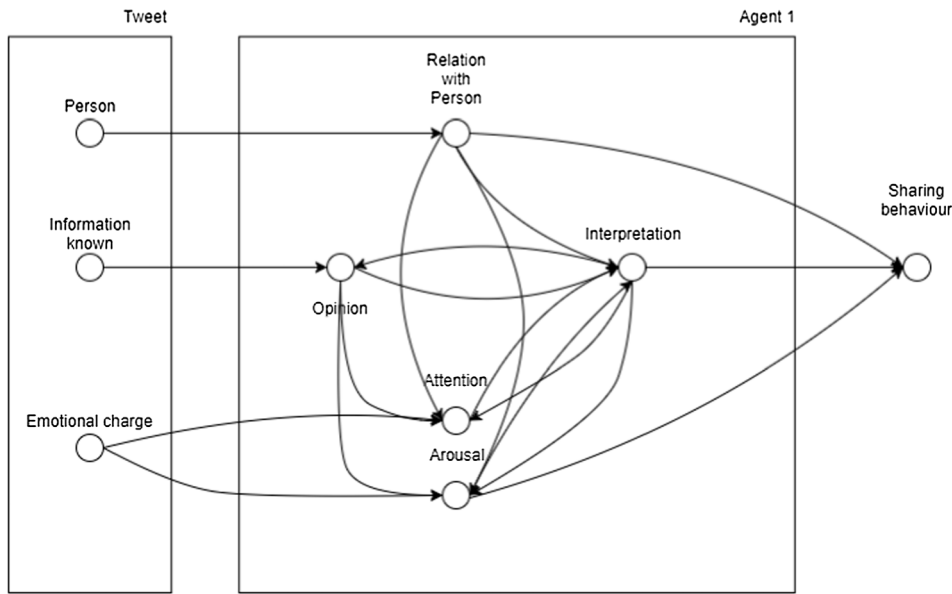 Tweet
Agent 1
Person
Relation
with
Person
Information
known
Interpretation
Sharing
behaviour
Opinion
Attention
Emotional charge
Arousal